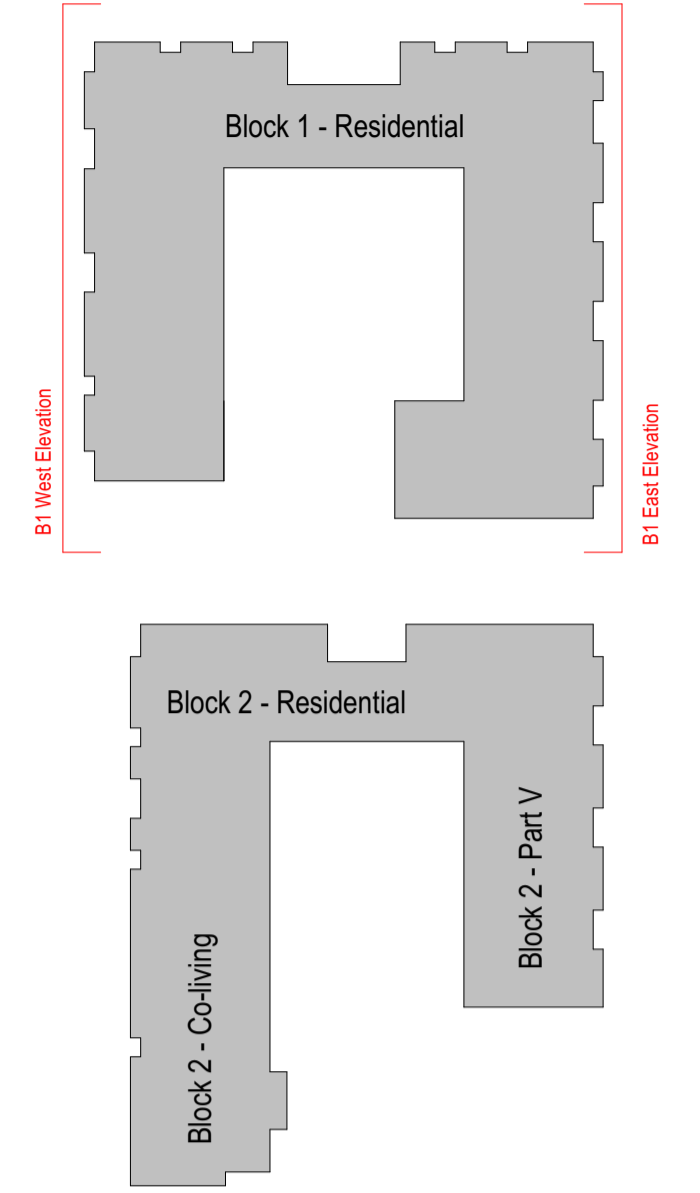 Block 1 - Residential
B1 West Elevation
B1 East Elevation
Block 2 - Residential
Block 2 - Part V
Block 2 - Co-living